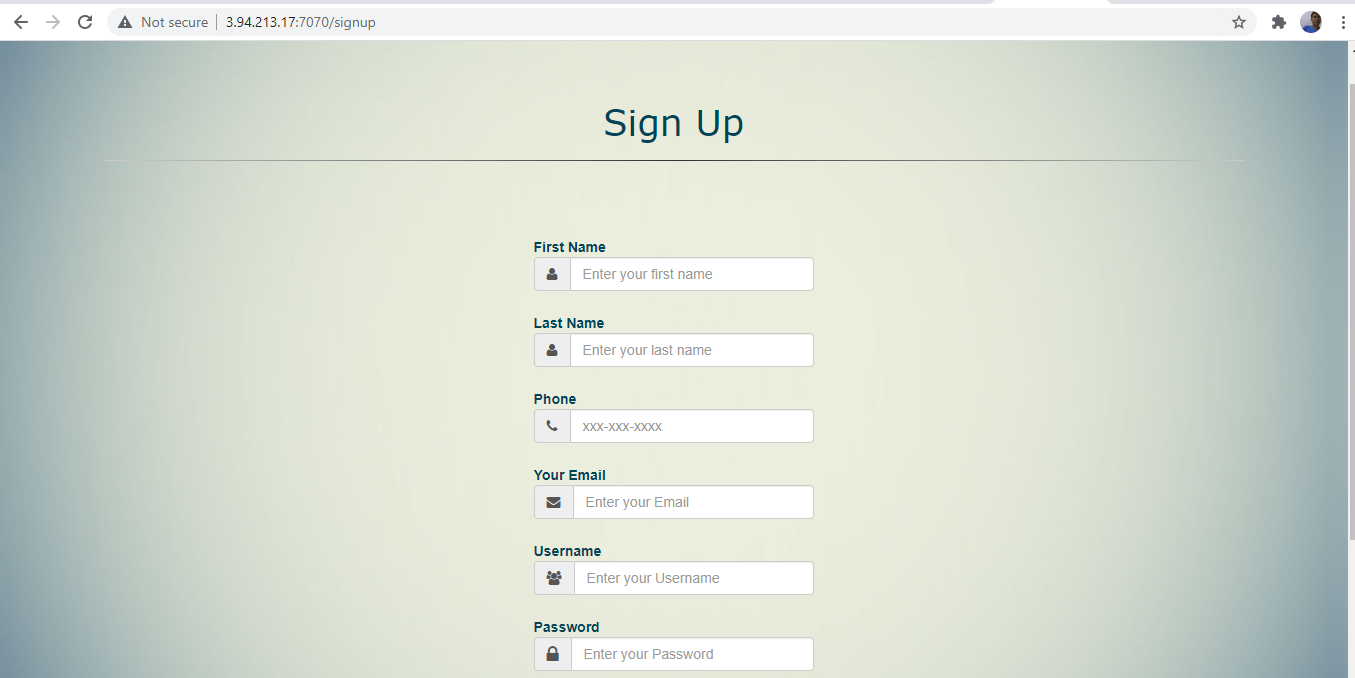 Not secure
3.94.213.17:7070/signup
Sign Up
First Name
Enter your first name
Last Name
Enter your last name
Phone
xxx-xxx-xxxx
Your Email
Enter your Email
Username
Enter your Username
Password
Enter your Password